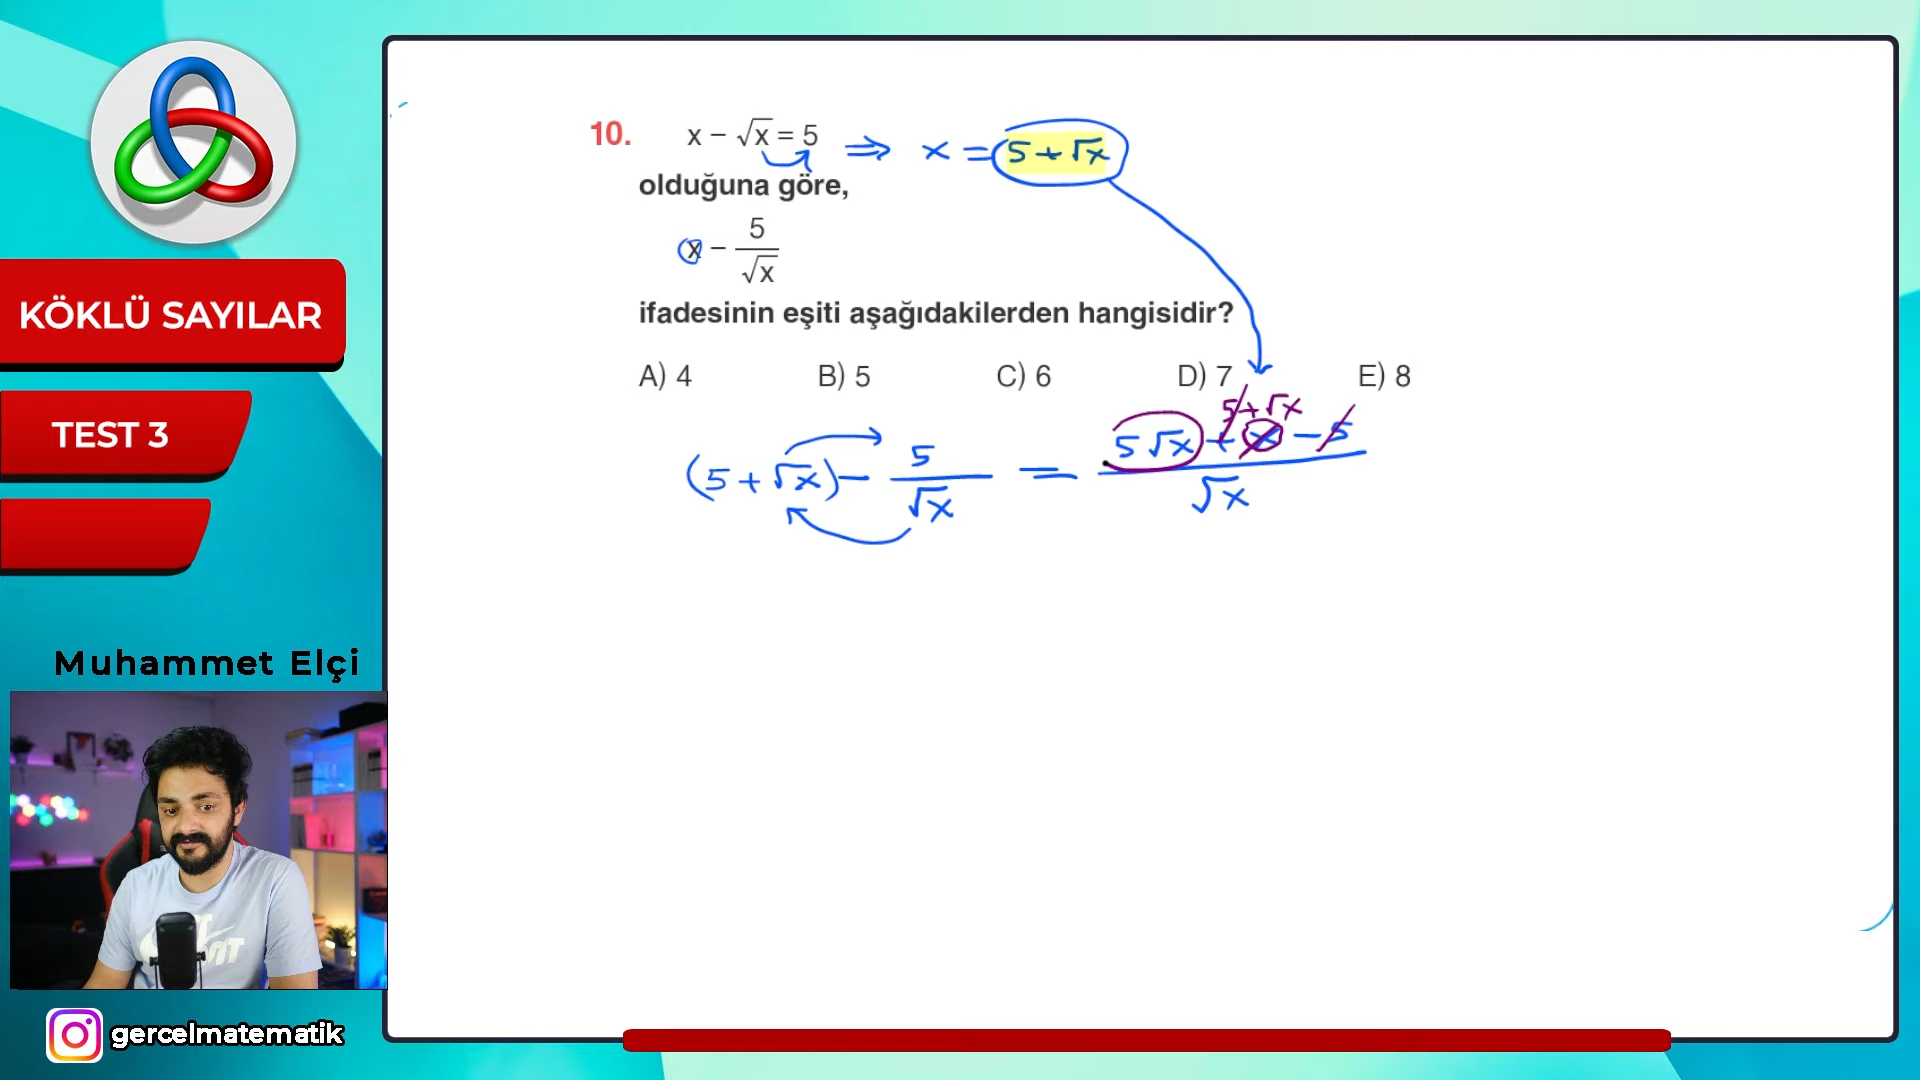 KÖKLÜ SAYILAR
TEST 3
Muhammet Elçi
gercelmatematik
10. x − √x = 5 ⇒ x = 5 + √x
olduğuna göre,
x − 5/√x
ifadesinin eşiti aşağıdakilerden hangisidir?
A) 4 B) 5 C) 6 D) 7 E) 8
5 + √x
(5 + √x) − 5/√x = (5√x + x − 5)/√x